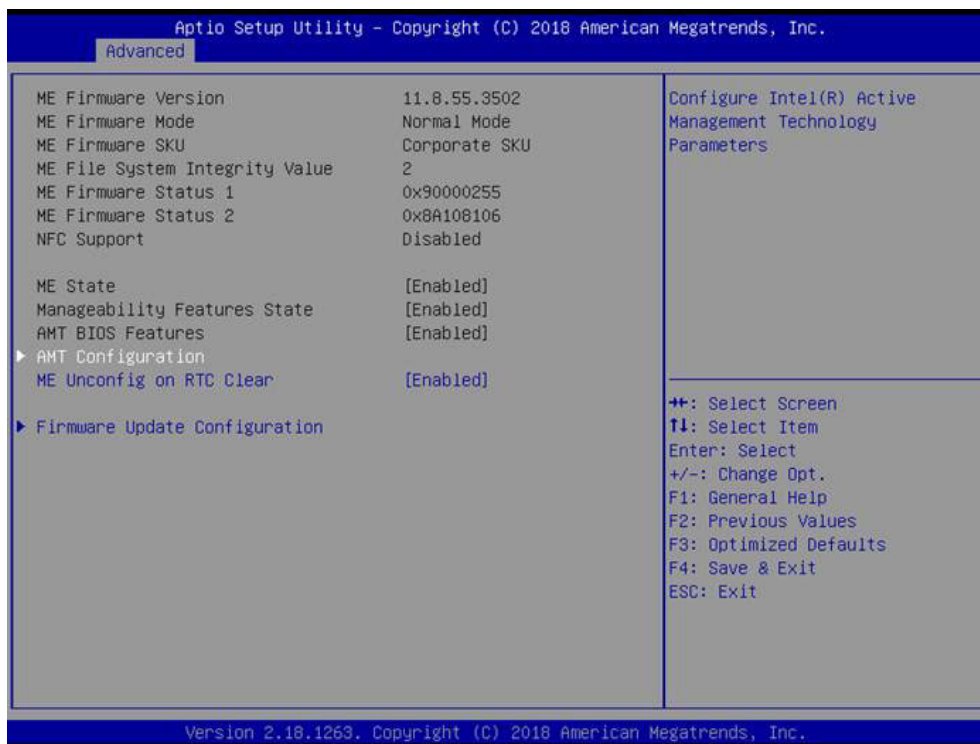 Aptio Setup Utility – Copyright (C) 2018 American Megatrends, Inc.
Advanced
ME Firmware Version 11.8.55.3502
ME Firmware Mode Normal Mode
ME Firmware SKU Corporate SKU
ME File System Integrity Value 2
ME Firmware Status 1 0x90000255
ME Firmware Status 2 0x8A108106
NFC Support Disabled
ME State [Enabled]
Manageability Features State [Enabled]
AMT BIOS Features [Enabled]
▶ AMT Configuration
ME Unconfig on RTC Clear [Enabled]
▶ Firmware Update Configuration
Configure Intel(R) Active
Management Technology
Parameters
→←: Select Screen
↑↓: Select Item
Enter: Select
+/-: Change Opt.
F1: General Help
F2: Previous Values
F3: Optimized Defaults
F4: Save & Exit
ESC: Exit
Version 2.18.1263. Copyright (C) 2018 American Megatrends, Inc.